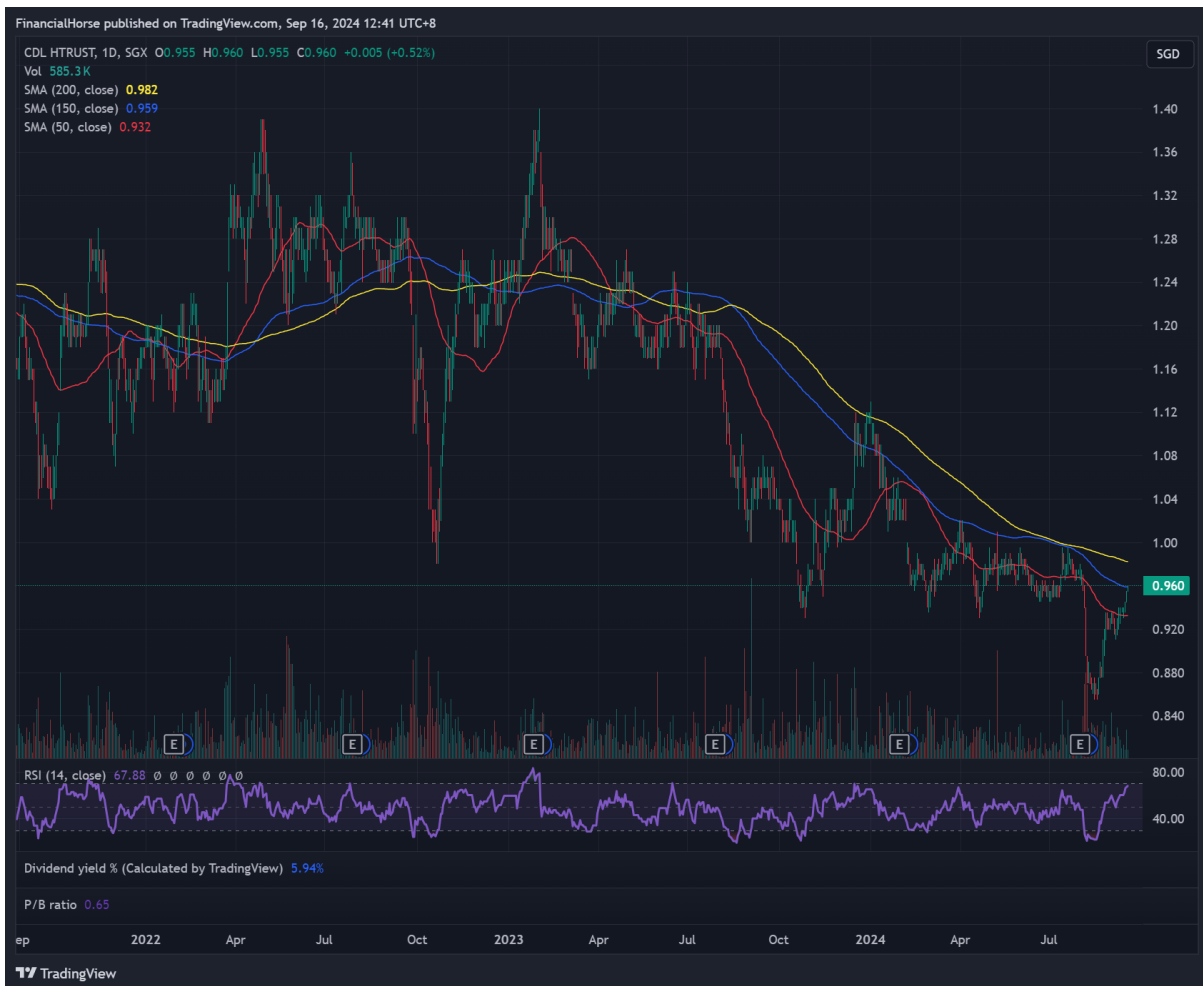 FinancialHorse published on TradingView.com, Sep 16, 2024 12:41 UTC+8
CDL HTRUST, 1D, SGX O0.955 H0.960 L0.955 C0.960 +0.005 (+0.52%)
SGD
Vol 585.3 K
SMA (200, close) 0.982
SMA (150, close) 0.959
SMA (50, close) 0.932
1.40
1.36
1.32
1.28
1.24
1.20
1.16
1.12
1.08
1.04
1.00
0.960
0.920
0.880
0.840
E E E E E E
RSI (14, close) 67.88 Ø Ø Ø Ø Ø Ø
80.00
40.00
Dividend yield % (Calculated by TradingView) 5.94%
P/B ratio 0.65
ep 2022 Apr Jul Oct 2023 Apr Jul Oct 2024 Apr Jul
TradingView